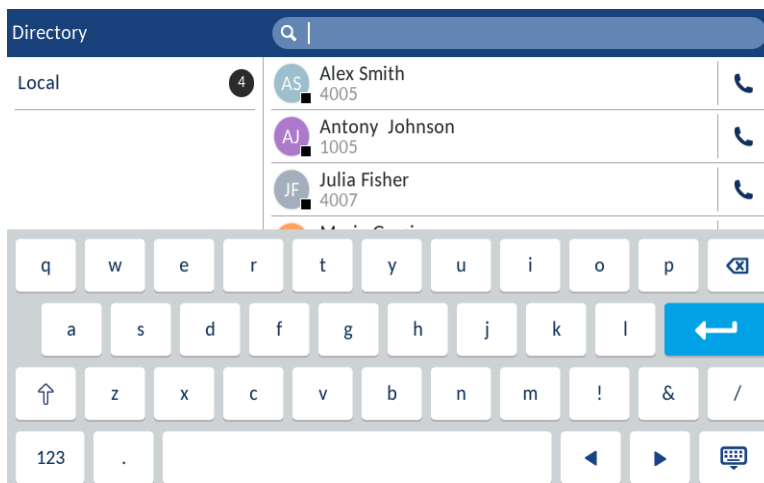 Directory
Local 4
AS Alex Smith
4005
AJ Antony Johnson
1005
JF Julia Fisher
4007
q w e r t y u i o p
a s d f g h j k l
z x c v b n m ! & /
123 .